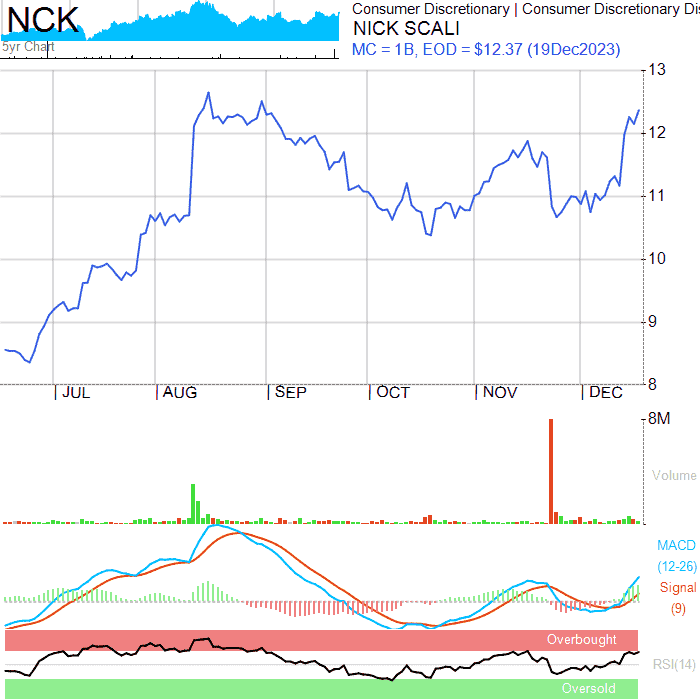 NCK
5yr Chart
Consumer Discretionary | Consumer Discretionary Dis
NICK SCALI
MC = 1B, EOD = $12.37 (19Dec2023)
13
12
11
10
9
8
JUL AUG SEP OCT NOV DEC
8M
Volume
MACD
(12-26)
Signal
(9)
Overbought
RSI(14)
Oversold